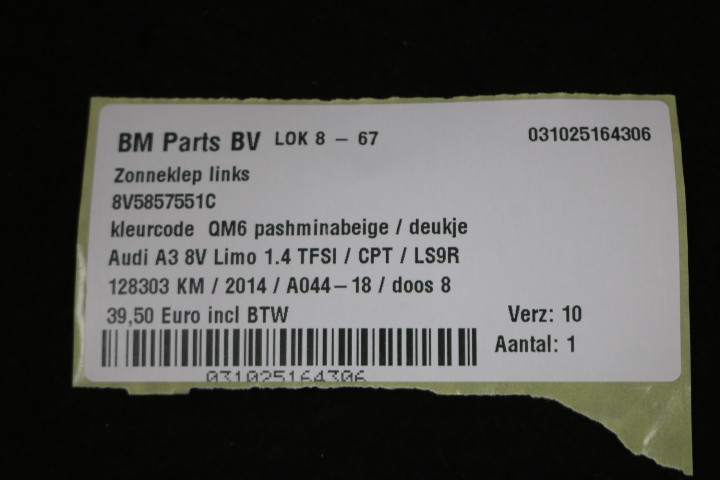 BM Parts BV LOK 8 – 67 031025164306
Zonneklep links
8V5857551C
kleurcode QM6 pashminabeige / deukje
Audi A3 8V Limo 1.4 TFSI / CPT / LS9R
128303 KM / 2014 / A044–18 / doos 8
39,50 Euro incl BTW Verz: 10
Aantal: 1
031025164306